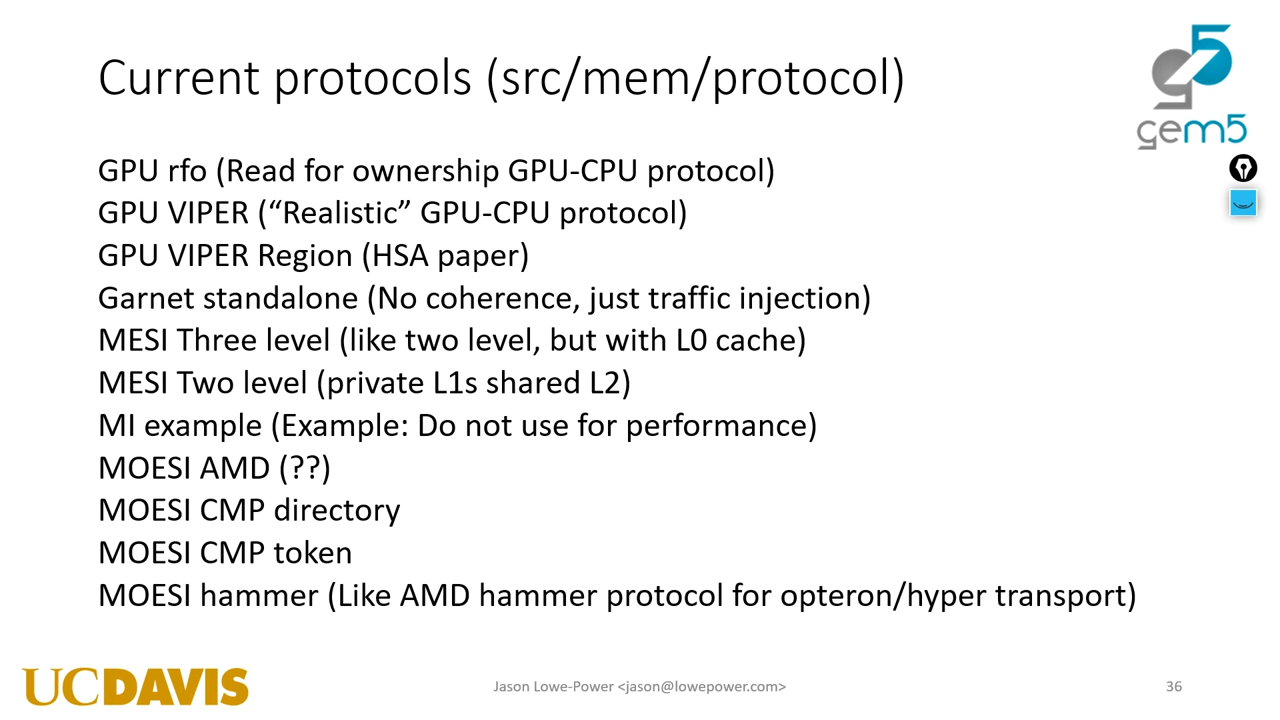 Current protocols (src/mem/protocol)
gem5
GPU rfo (Read for ownership GPU-CPU protocol)
GPU VIPER (“Realistic” GPU-CPU protocol)
GPU VIPER Region (HSA paper)
Garnet standalone (No coherence, just traffic injection)
MESI Three level (like two level, but with L0 cache)
MESI Two level (private L1s shared L2)
MI example (Example: Do not use for performance)
MOESI AMD (??)
MOESI CMP directory
MOESI CMP token
MOESI hammer (Like AMD hammer protocol for opteron/hyper transport)
UCDAVIS
Jason Lowe-Power <jason@lowepower.com>
36